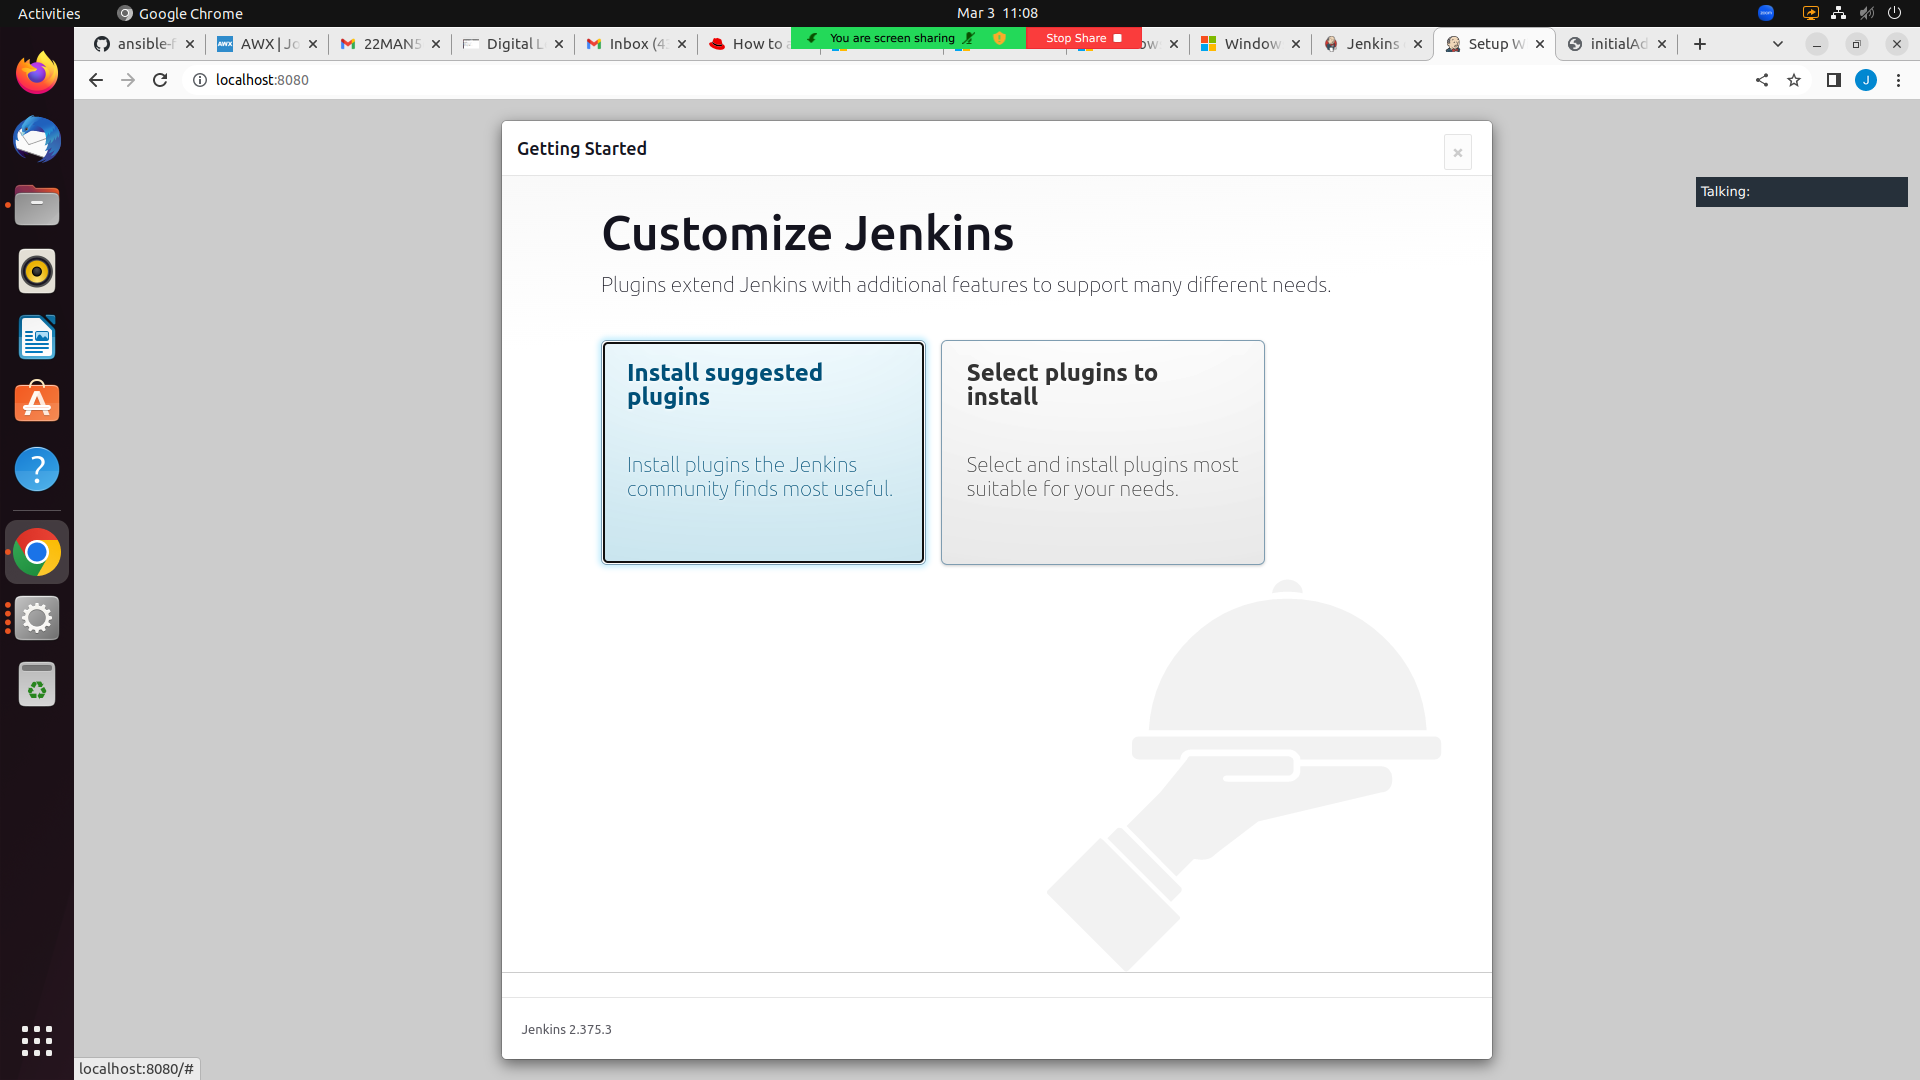 Activities
Google Chrome
Mar 3 11:08
zoom
ansible-f
AWX | Jo
22MAN5
Digital L
Inbox (4
How to a
You are screen sharing
Stop Share
Window
Jenkins
Setup W
initialAd
localhost:8080
J
Getting Started
Talking:
Customize Jenkins
Plugins extend Jenkins with additional features to support many different needs.
Install suggested
plugins
Install plugins the Jenkins
community finds most useful.
Select plugins to
install
Select and install plugins most
suitable for your needs.
Jenkins 2.375.3
localhost:8080/#